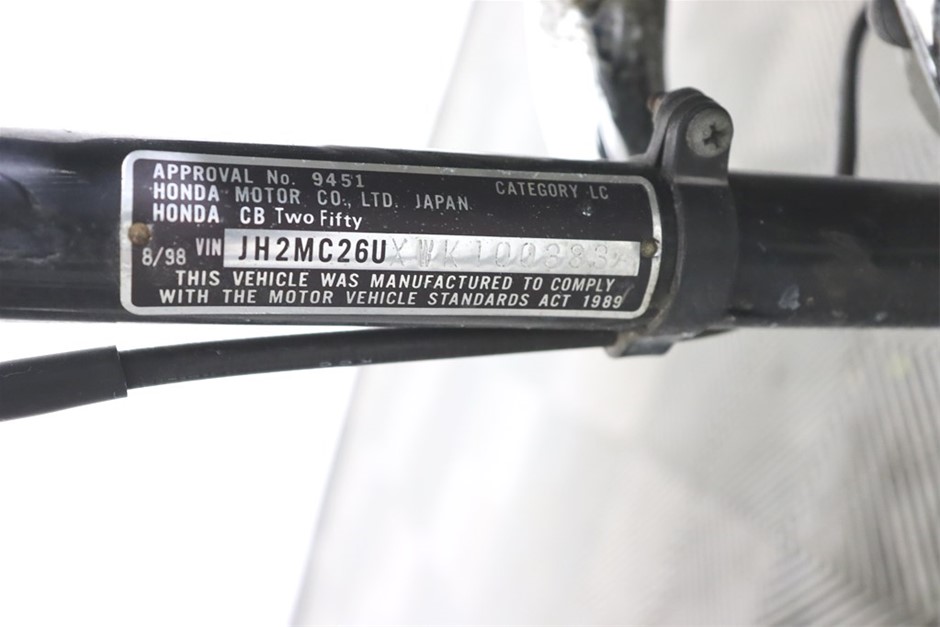 APPROVAL No. 9451 CATEGORY LC
HONDA MOTOR CO., LTD. JAPAN
HONDA CB Two Fifty
8/98 VIN JH2MC26UXWK100383
THIS VEHICLE WAS MANUFACTURED TO COMPLY
WITH THE MOTOR VEHICLE STANDARDS ACT 1989